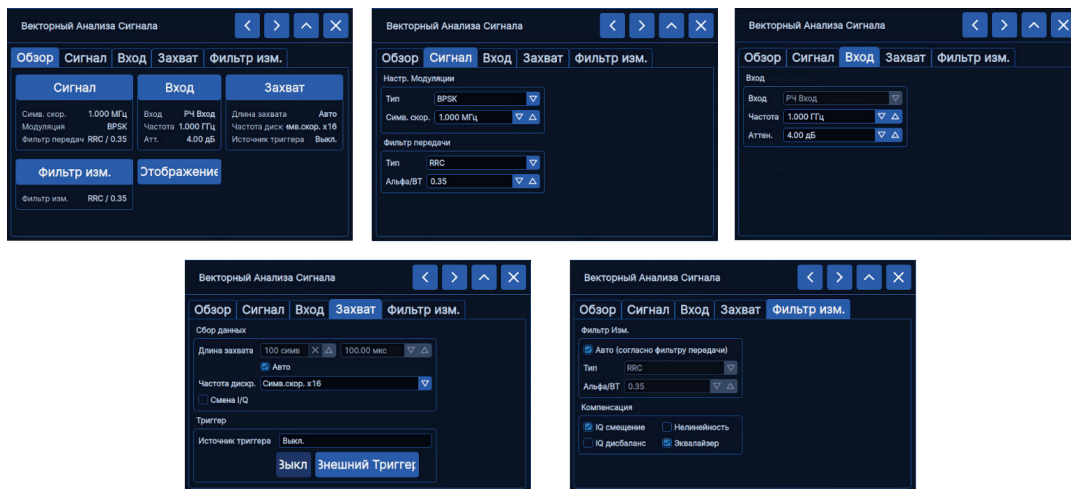 Векторный Анализа Сигнала
Обзор Сигнал Вход Захват Фильтр изм.
Сигнал Вход Захват
Симв. скор. 1.000 МГц Вход РЧ Вход Длина захвата Авто
Модуляция BPSK Частота 1.000 ГГц Частота диск имв.скор. x16
Фильтр передач RRC / 0.35 Атт. 4.00 дБ Источник триггера Выкл.
Фильтр изм. Отображение
Фильтр изм. RRC / 0.35
Векторный Анализа Сигнала
Обзор Сигнал Вход Захват Фильтр изм.
Настр. Модуляции
Тип BPSK
Симв. скор. 1.000 МГц
Фильтр передачи
Тип RRC
Альфа/BT 0.35
Векторный Анализа Сигнала
Обзор Сигнал Вход Захват Фильтр изм.
Вход
Вход РЧ Вход
Частота 1.000 ГГц
Аттен. 4.00 дБ
Векторный Анализа Сигнала
Обзор Сигнал Вход Захват Фильтр изм.
Сбор данных
Длина захвата 100 симв 100.00 мкс
Авто
Частота дискр. Симв.скор. x16
Смена I/Q
Триггер
Источник триггера Выкл.
Выкл Внешний Триггер
Векторный Анализа Сигнала
Обзор Сигнал Вход Захват Фильтр изм.
Фильтр Изм.
Авто (согласно фильтру передачи)
Тип RRC
Альфа/BT 0.35
Компенсация
IQ смещение Нелинейность
IQ дисбаланс Эквалайзер